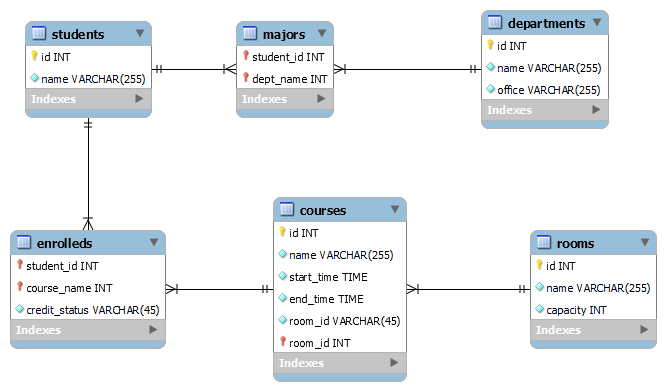 students
id INT
name VARCHAR(255)
Indexes
majors
student_id INT
dept_name INT
Indexes
departments
id INT
name VARCHAR(255)
office VARCHAR(255)
Indexes
enrolleds
student_id INT
course_name INT
credit_status VARCHAR(45)
Indexes
courses
id INT
name VARCHAR(255)
start_time TIME
end_time TIME
room_id VARCHAR(45)
room_id INT
Indexes
rooms
id INT
name VARCHAR(255)
capacity INT
Indexes